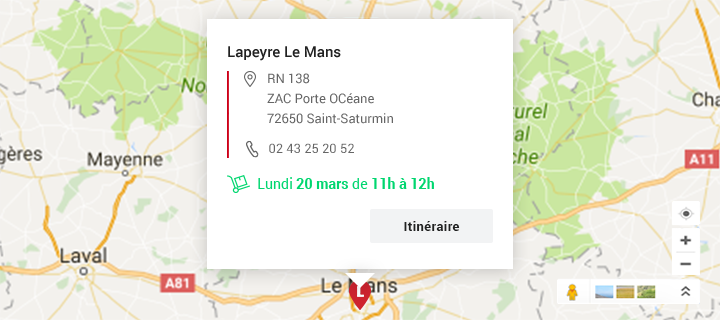 Lapeyre Le Mans
RN 138
ZAC Porte OCéane
72650 Saint-Saturmin
02 43 25 20 52
Lundi 20 mars de 11h à 12h
Itinéraire
gères
Mayenne
Laval
A81
Le Mans
L
urel
al
che
Cha
A11